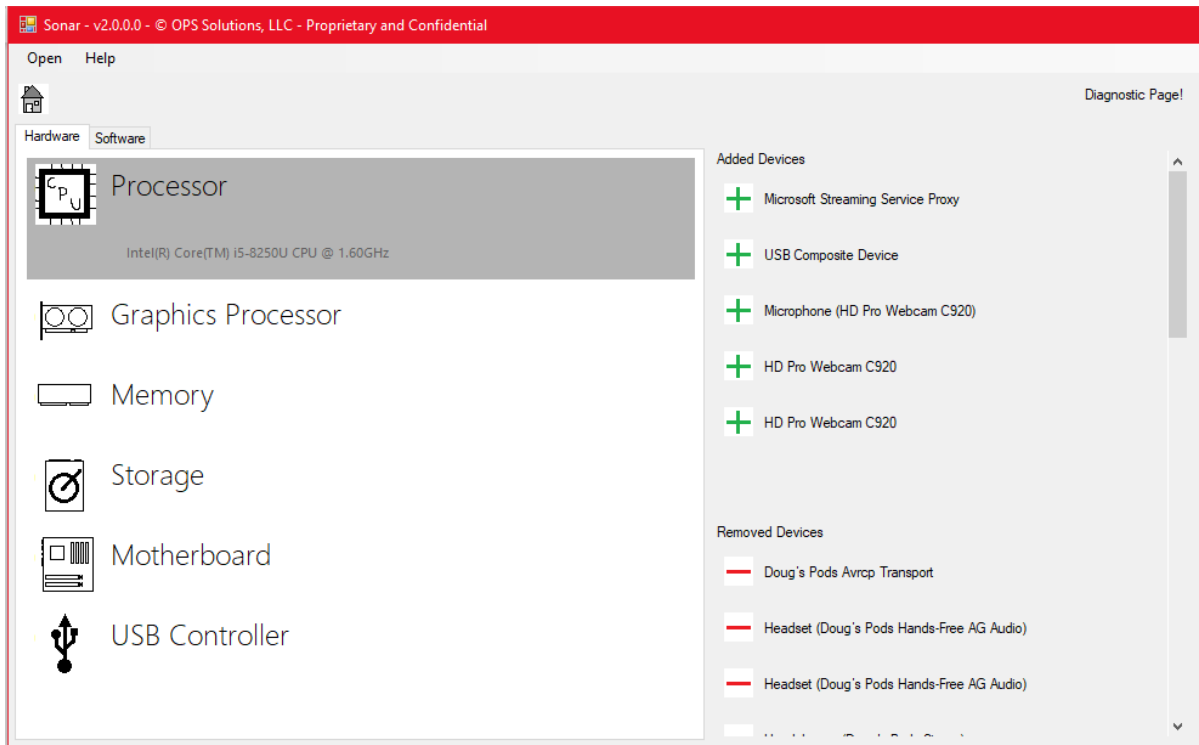 Sonar - v2.0.0.0 - © OPS Solutions, LLC - Proprietary and Confidential
Open Help
Diagnostic Page!
Hardware Software
CPU
Processor
Intel(R) Core(TM) i5-8250U CPU @ 1.60GHz
Graphics Processor
Memory
Storage
Motherboard
USB Controller
Added Devices
Microsoft Streaming Service Proxy
USB Composite Device
Microphone (HD Pro Webcam C920)
HD Pro Webcam C920
HD Pro Webcam C920
Removed Devices
Doug's Pods Avrcp Transport
Headset (Doug's Pods Hands-Free AG Audio)
Headset (Doug's Pods Hands-Free AG Audio)